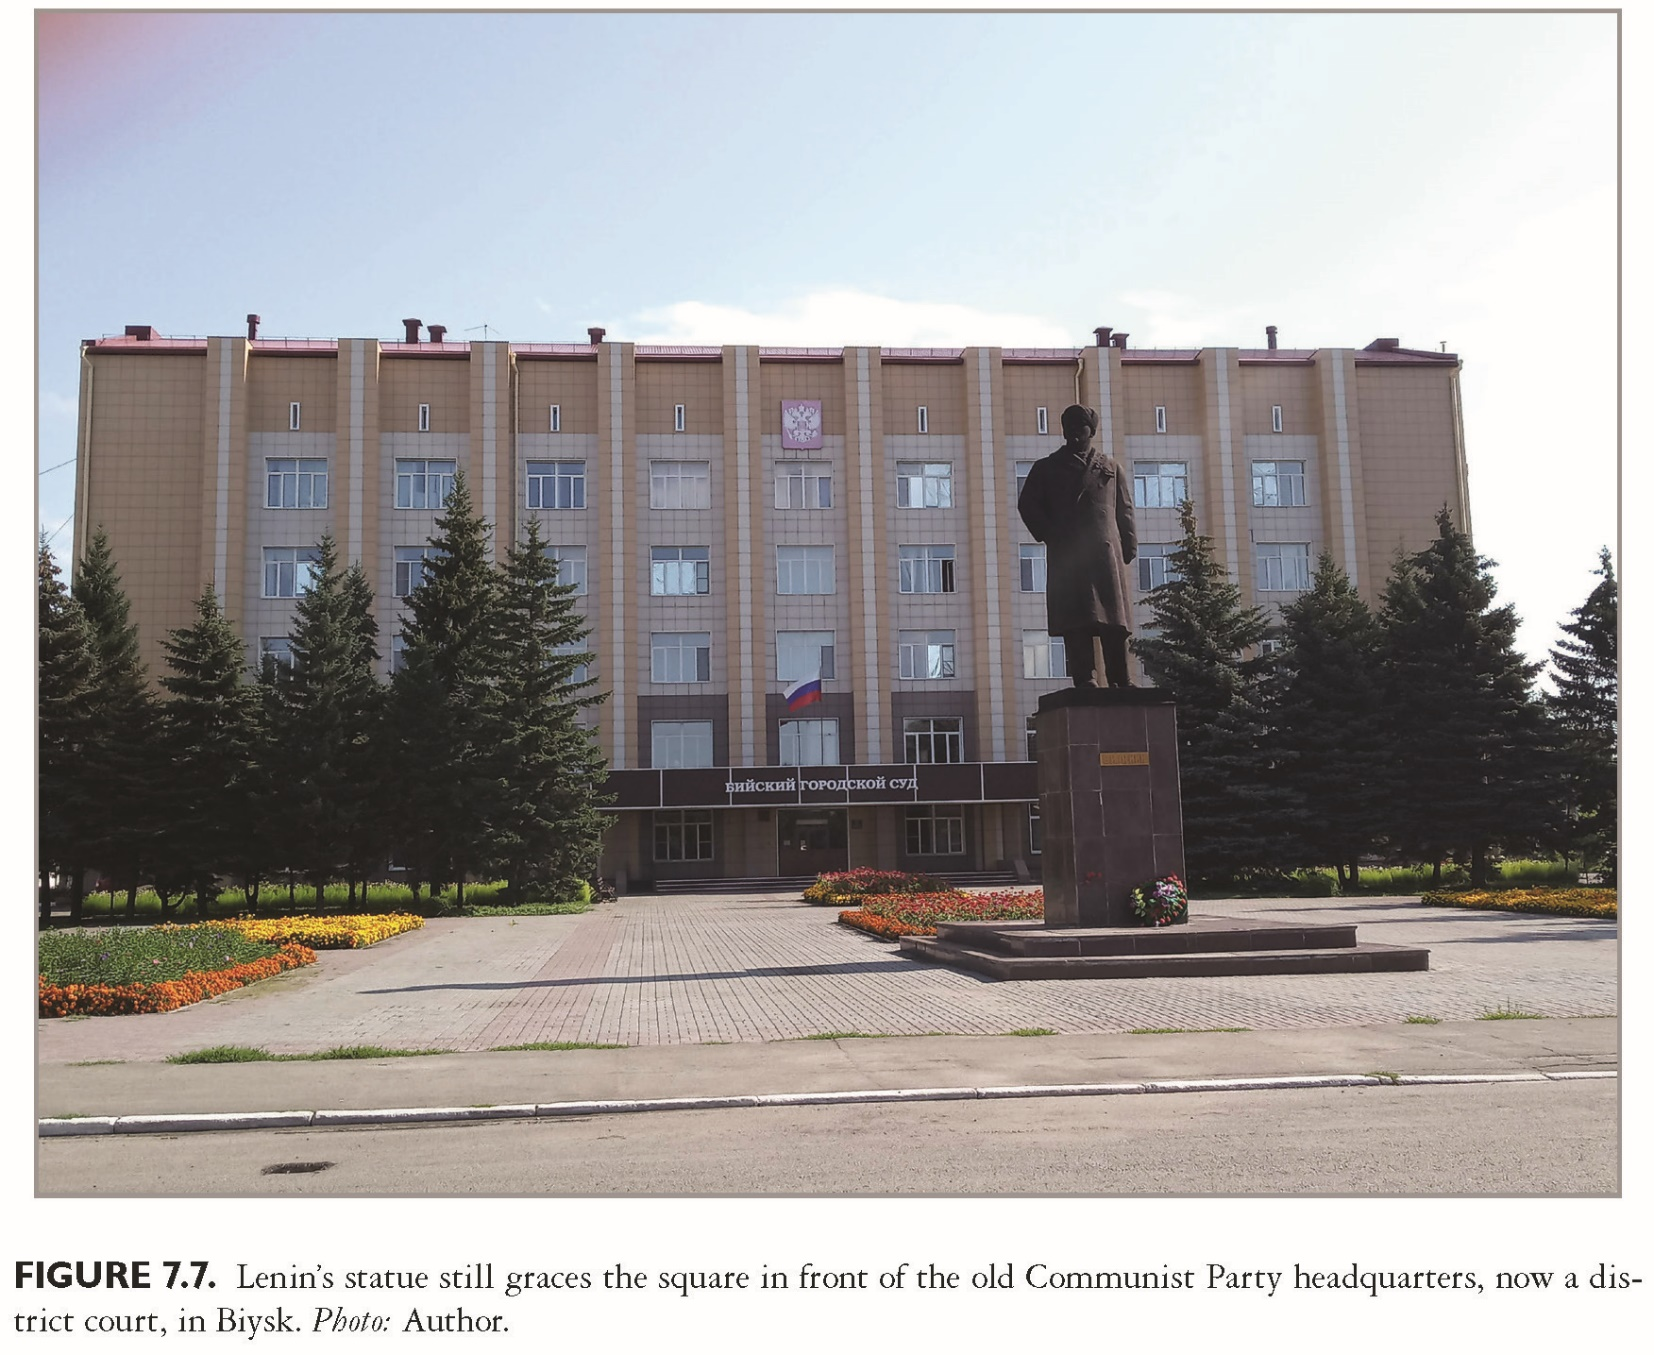 БИЙСКИЙ ГОРОДСКОЙ СУД
FIGURE 7.7. Lenin’s statue still graces the square in front of the old Communist Party headquarters, now a dis-
trict court, in Biysk. Photo: Author.